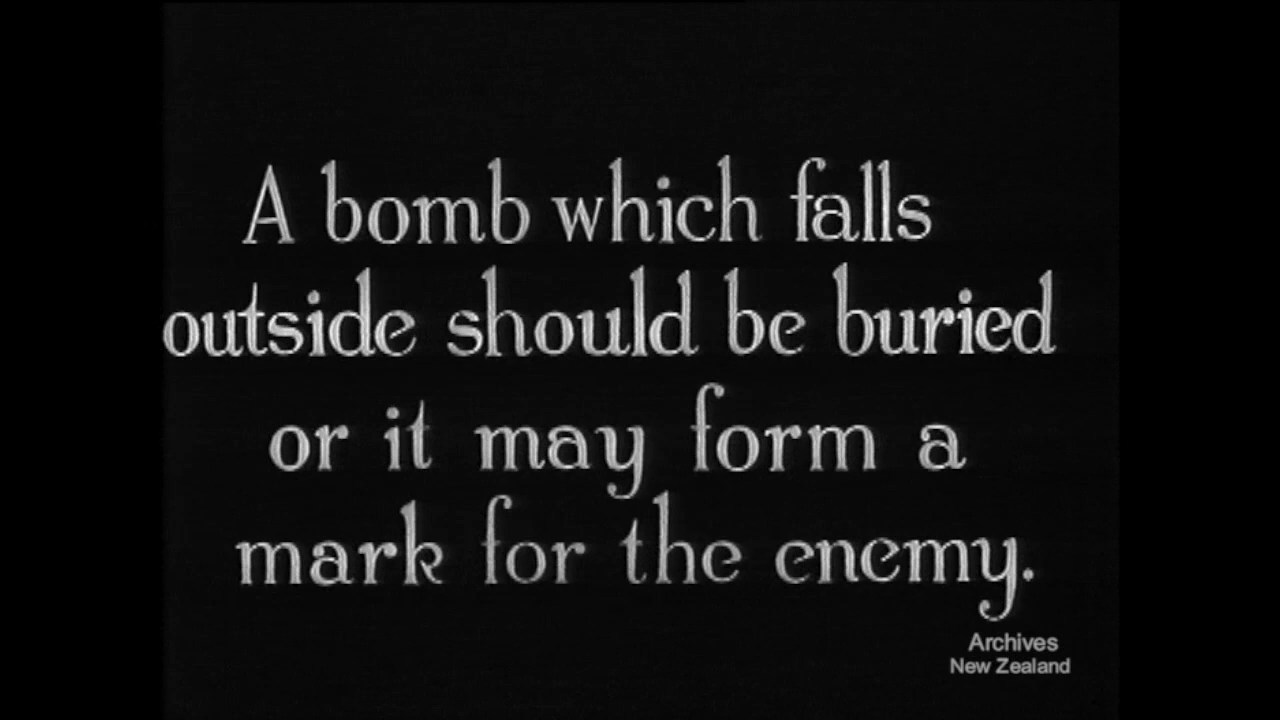 A bomb which falls
outside should be buried
or it may form a
mark for the enemy.
Archives
New Zealand